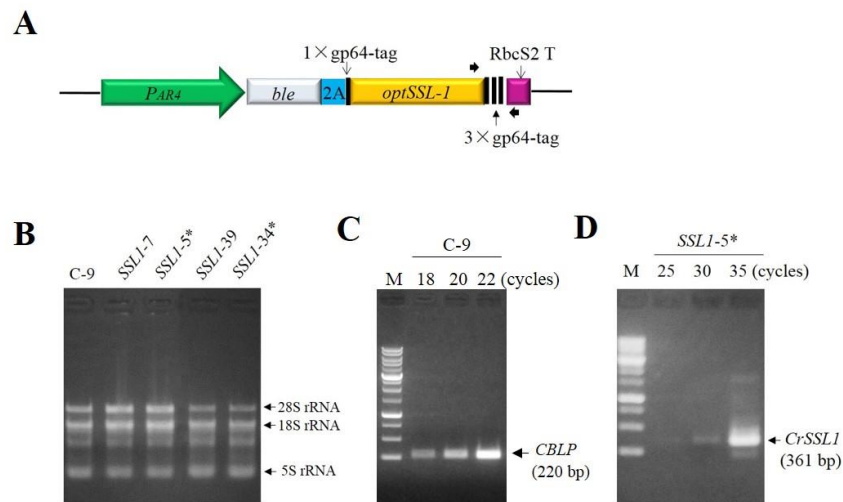 A
1×gp64-tag
RbcS2 T
PAR4
ble
2A
optSSL-1
3×gp64-tag
B
C-9
SSL1-7
SSL1-5*
SSL1-39
SSL1-34*
28S rRNA
18S rRNA
5S rRNA
C
C-9
M 18 20 22 (cycles)
CBLP
(220 bp)
D
SSL1-5*
M 25 30 35 (cycles)
CrSSL1
(361 bp)